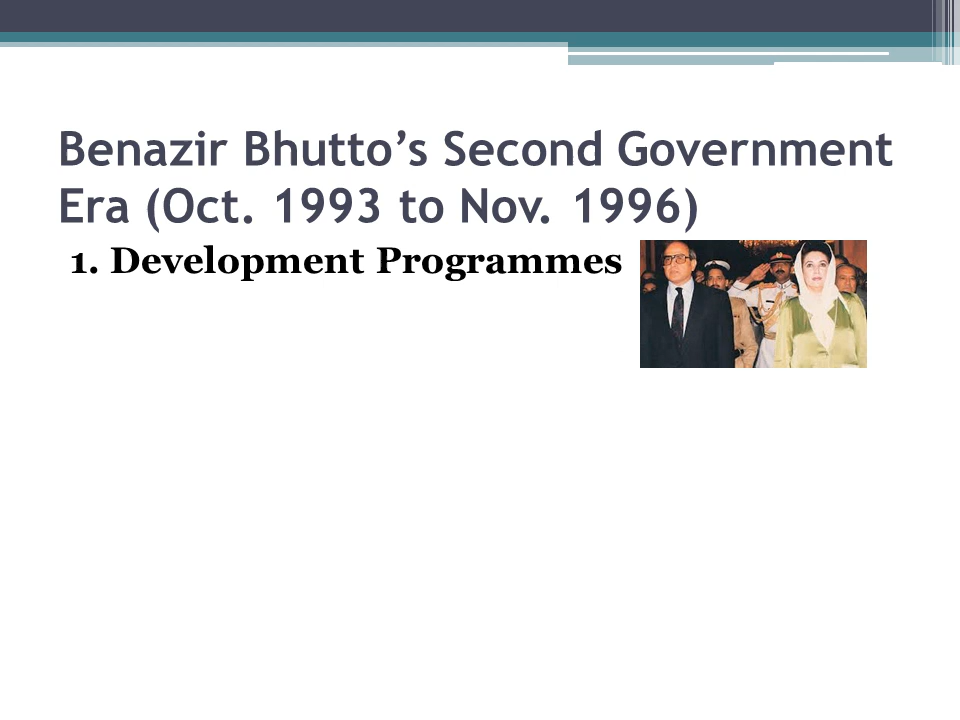 Benazir Bhutto’s Second Government
Era (Oct. 1993 to Nov. 1996)
1. Development Programmes